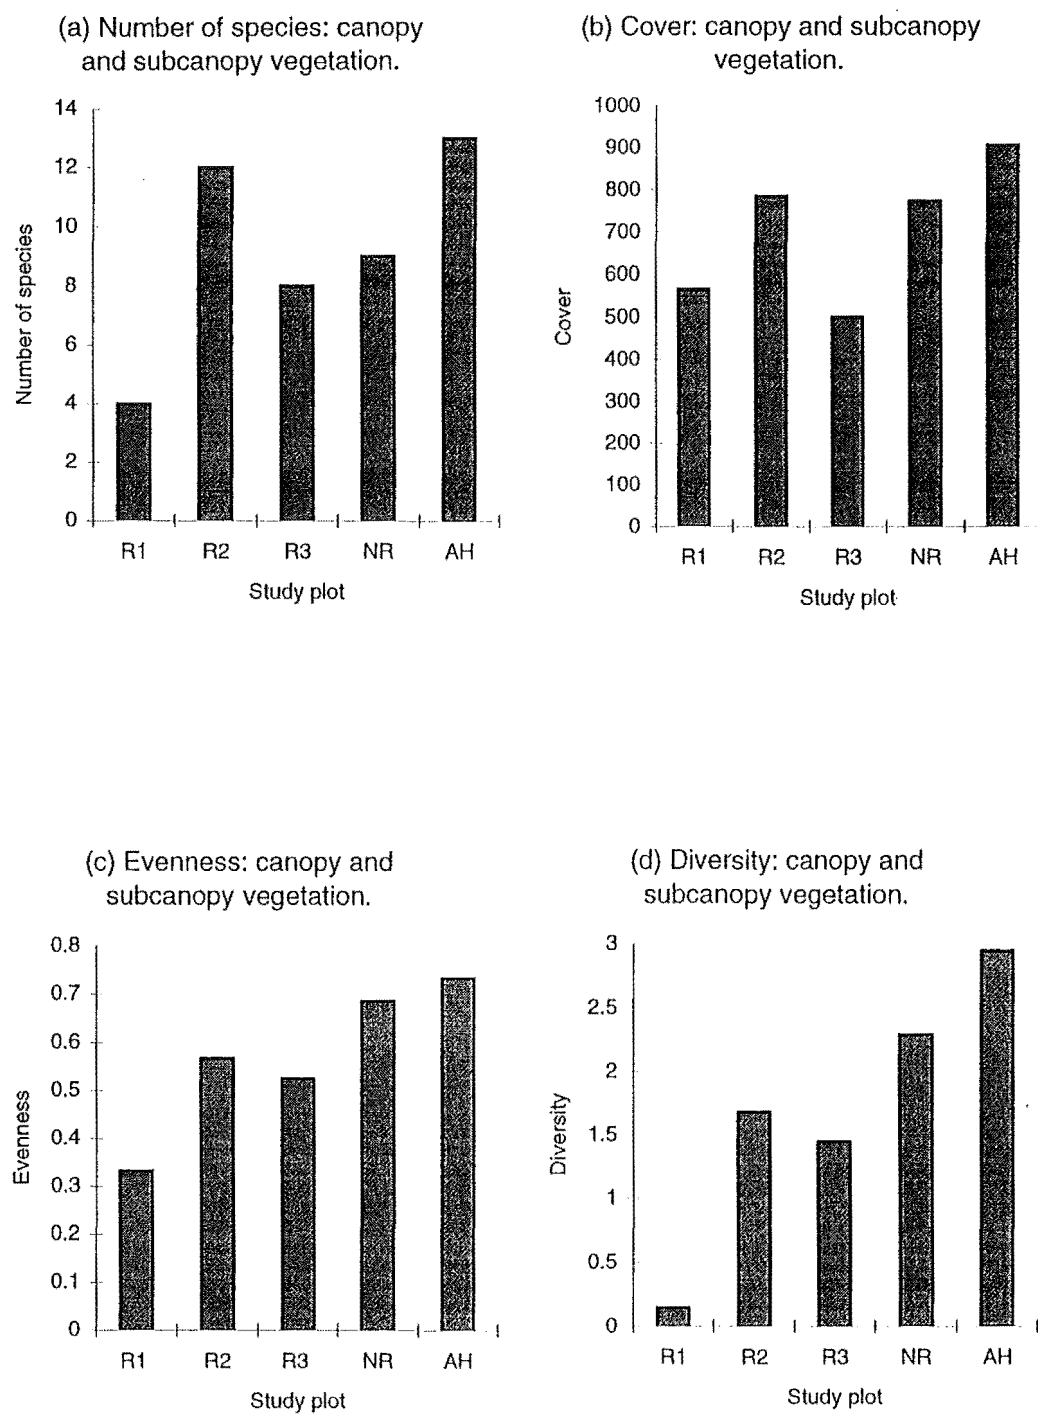 (a) Number of species: canopy
and subcanopy vegetation.
14
12
10
8
6
4
2
0
Number of species
R1 R2 R3 NR AH
Study plot
(b) Cover: canopy and subcanopy
vegetation.
1000
900
800
700
600
500
400
300
200
100
0
Cover
R1 R2 R3 NR AH
Study plot
(c) Evenness: canopy and
subcanopy vegetation.
0.8
0.7
0.6
0.5
0.4
0.3
0.2
0.1
0
Evenness
R1 R2 R3 NR AH
Study plot
(d) Diversity: canopy and
subcanopy vegetation.
3
2.5
2
1.5
1
0.5
0
Diversity
R1 R2 R3 NR AH
Study plot